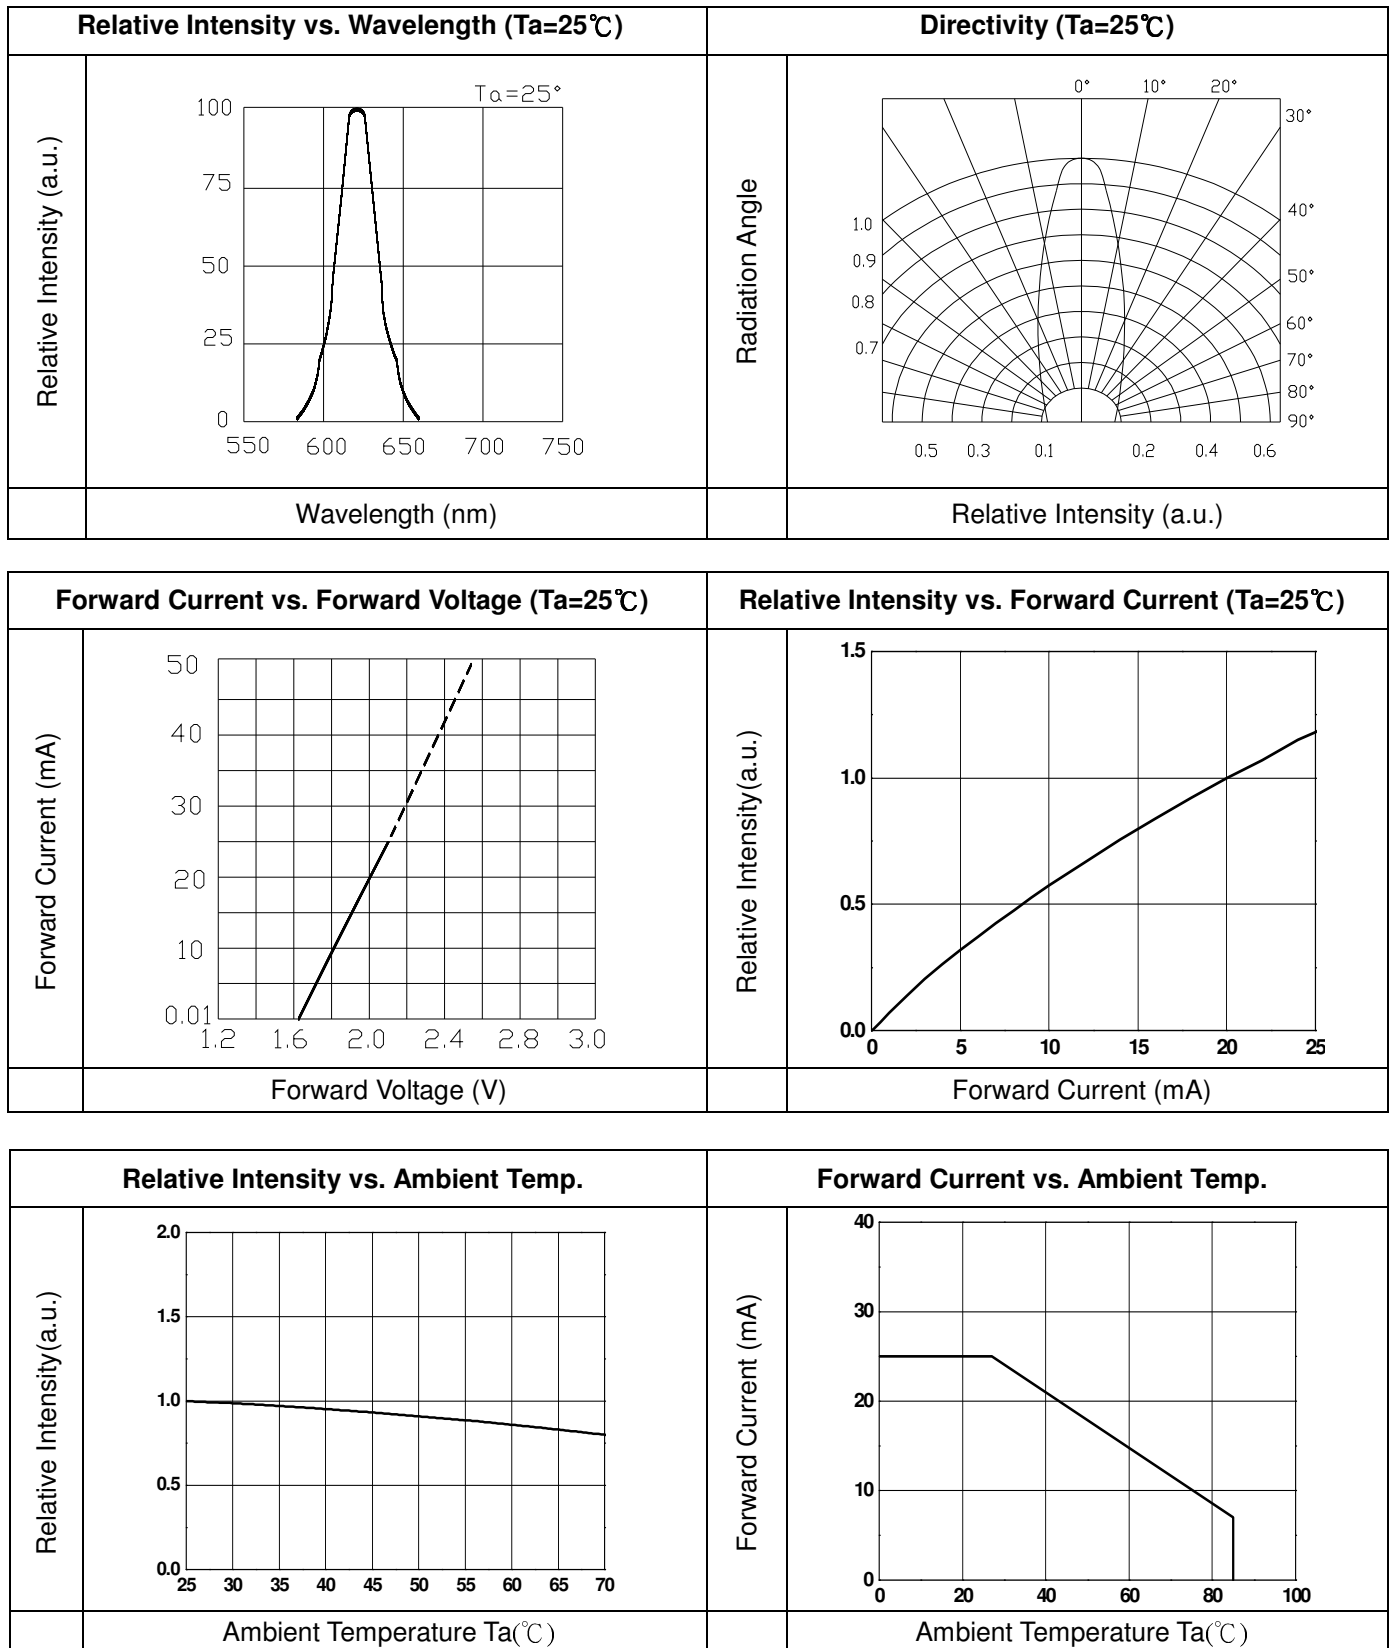 Relative Intensity vs. Wavelength (Ta=25℃)
Directivity (Ta=25℃)
Relative Intensity (a.u.)
Ta=25°
100
75
50
25
0
550 600 650 700 750
Wavelength (nm)
Radiation Angle
0° 10° 20°
30°
40°
50°
60°
70°
80°
90°
1.0
0.9
0.8
0.7
0.5 0.3 0.1 0.2 0.4 0.6
Relative Intensity (a.u.)
Forward Current vs. Forward Voltage (Ta=25℃)
Relative Intensity vs. Forward Current (Ta=25℃)
Forward Current (mA)
50
40
30
20
10
0.01
1.2 1.6 2.0 2.4 2.8 3.0
Forward Voltage (V)
Relative Intensity(a.u.)
1.5
1.0
0.5
0.0
0 5 10 15 20 25
Forward Current (mA)
Relative Intensity vs. Ambient Temp.
Forward Current vs. Ambient Temp.
Relative Intensity(a.u.)
2.0
1.5
1.0
0.5
0.0
25 30 35 40 45 50 55 60 65 70
Ambient Temperature Ta(℃)
Forward Current (mA)
40
30
20
10
0
0 20 40 60 80 100
Ambient Temperature Ta(℃)